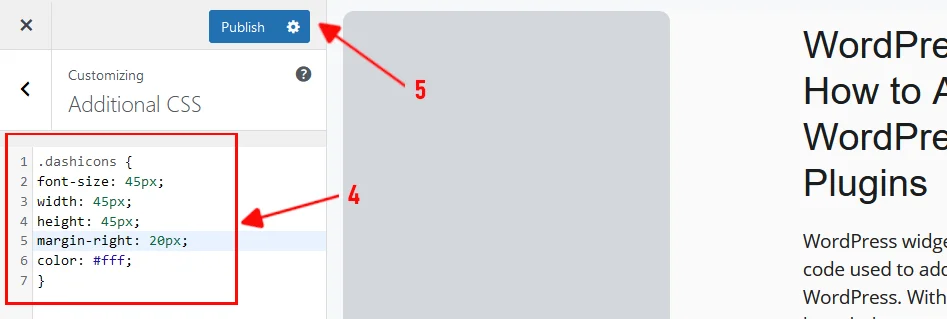 Publish
5
Customizing
Additional CSS
4
1 .dashicons {
2 font-size: 45px;
3 width: 45px;
4 height: 45px;
5 margin-right: 20px;
6 color: #fff;
7 }
WordPre
How to A
WordPre
Plugins
WordPress widge
code used to add
WordPress. With